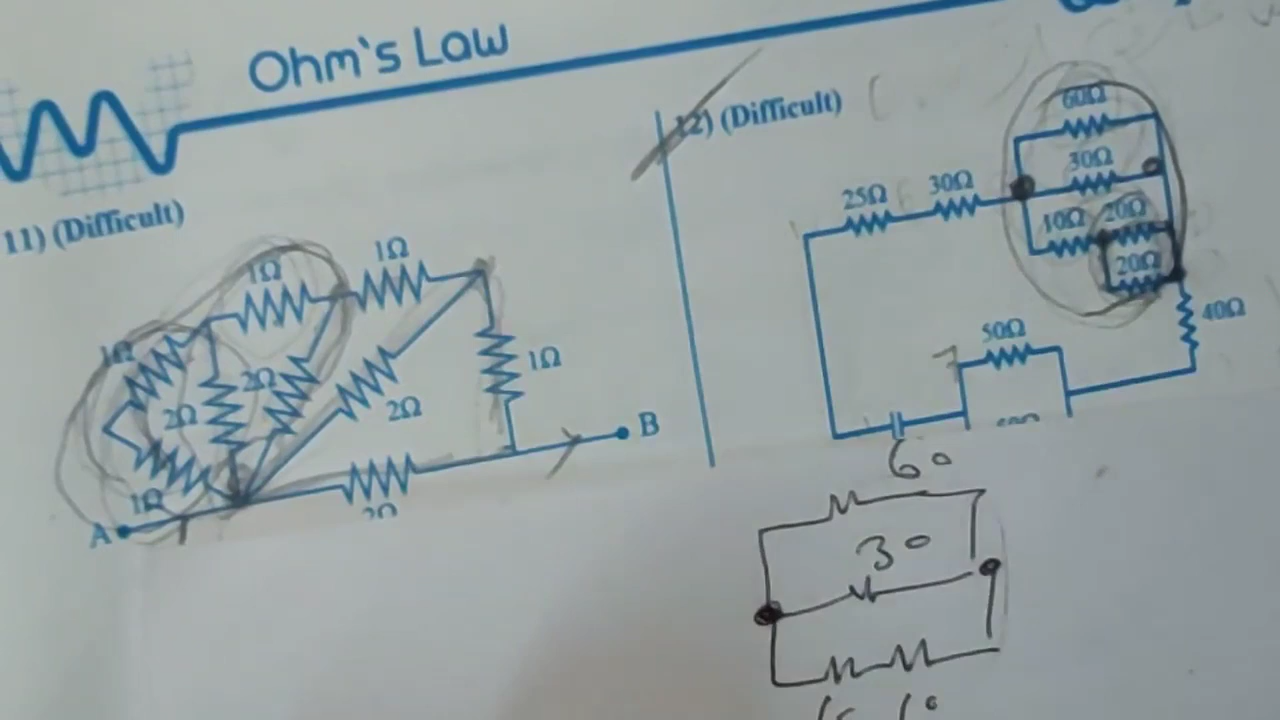 Ohm's Law
11) (Difficult)
1Ω
1Ω
1Ω
2Ω
2Ω
2Ω
1Ω
1Ω
A
B
12) (Difficult)
60Ω
30Ω
25Ω
30Ω
10Ω
20Ω
20Ω
40Ω
50Ω
60
30